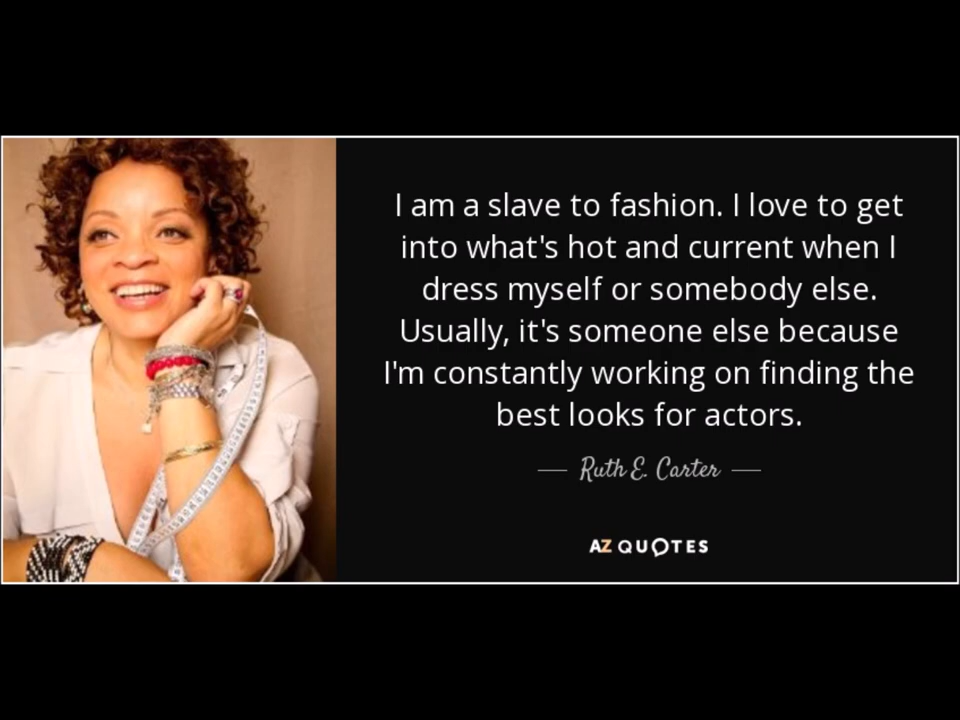 I am a slave to fashion. I love to get
into what's hot and current when I
dress myself or somebody else.
Usually, it's someone else because
I'm constantly working on finding the
best looks for actors.
Ruth E. Carter
AZ QUOTES